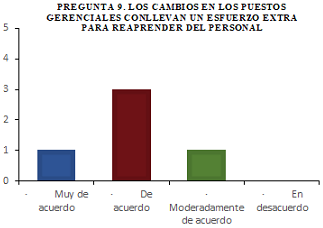 PREGUNTA 9. LOS CAMBIOS EN LOS PUESTOS
GERENCIALES CONLLEVAN UN ESFUERZO EXTRA
PARA REAPRENDER DEL PERSONAL
5
4
3
2
1
0
· Muy de
acuerdo
· De
acuerdo
·
Moderadamente
de acuerdo
· En
desacuerdo